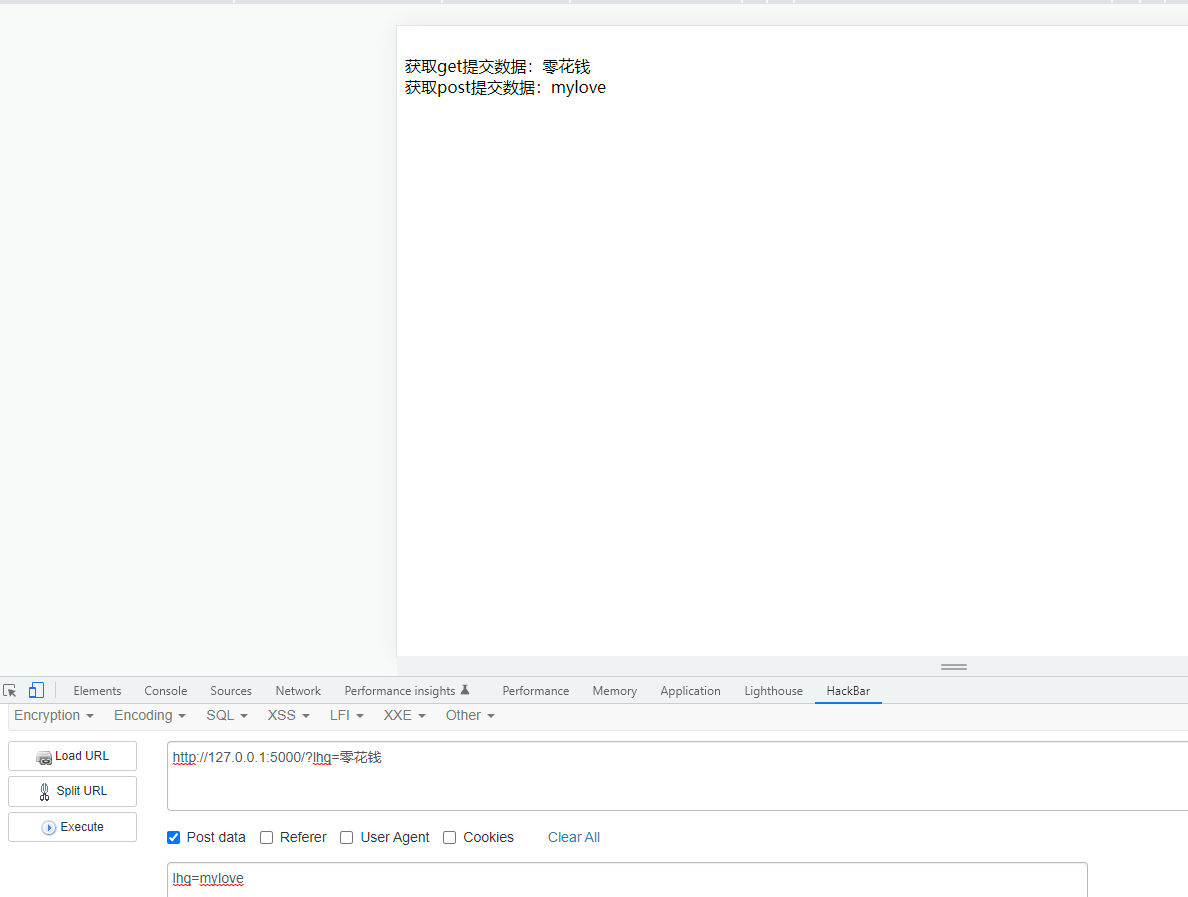 获取get提交数据：零花钱
获取post提交数据：mylove
Elements Console Sources Network Performance insights Performance Memory Application Lighthouse HackBar
Encryption Encoding SQL XSS LFI XXE Other
Load URL
http://127.0.0.1:5000/?lhq=零花钱
Split URL
Execute
Post data Referer User Agent Cookies Clear All
lhq=mylove